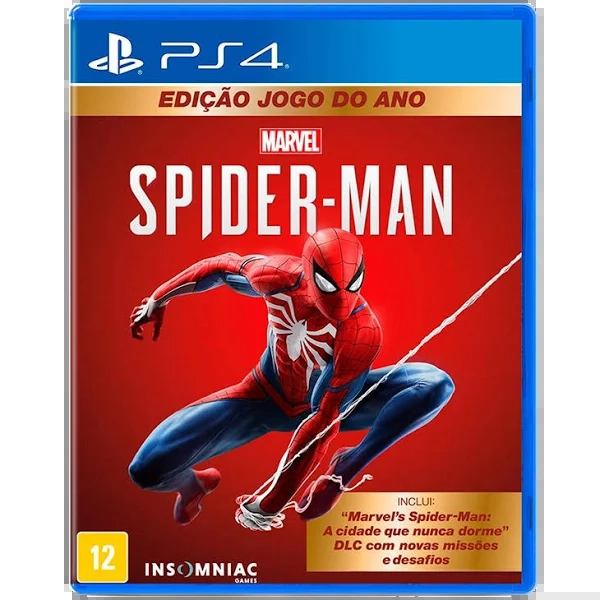 PS4
EDIÇÃO JOGO DO ANO
MARVEL
SPIDER-MAN
INCLUI:
“Marvel's Spider-Man:
A cidade que nunca dorme”
DLC com novas missões
e desafios
12
INSOMNIAC
GAMES